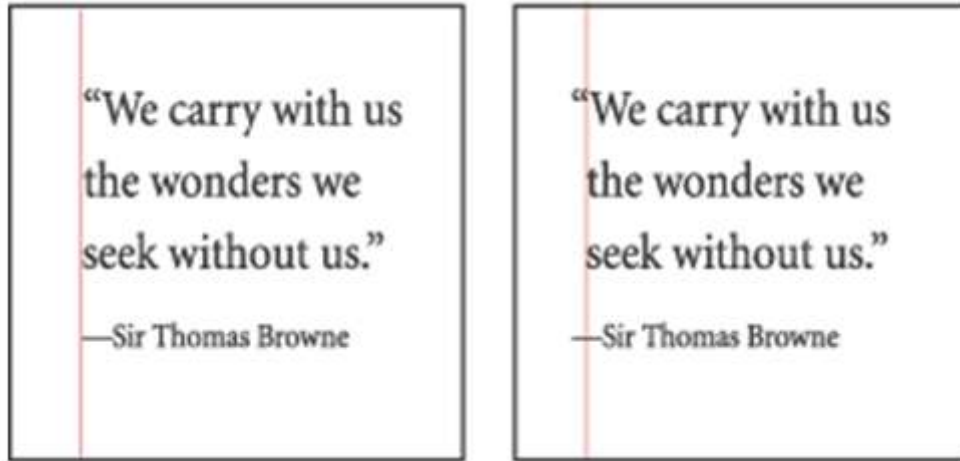 “We carry with us
the wonders we
seek without us.”
—Sir Thomas Browne
“We carry with us
the wonders we
seek without us.”
—Sir Thomas Browne